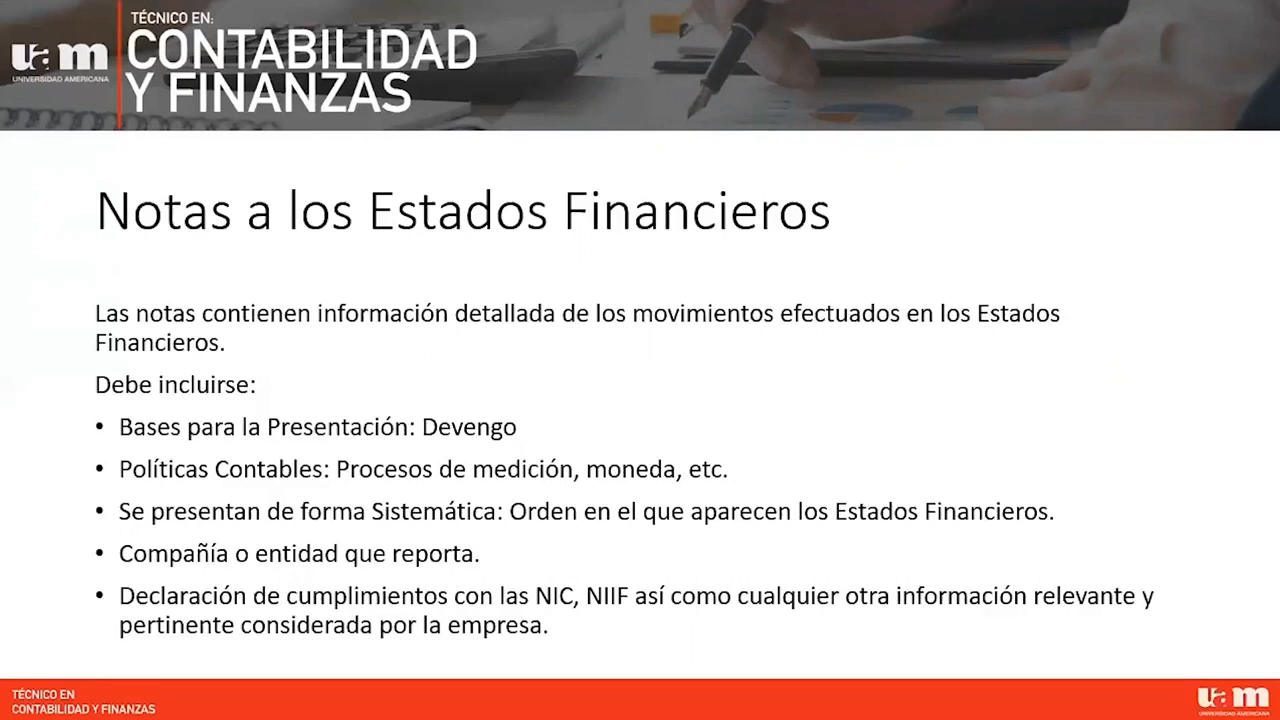 TÉCNICO EN:
uam
UNIVERSIDAD AMERICANA
CONTABILIDAD
Y FINANZAS
Notas a los Estados Financieros
Las notas contienen información detallada de los movimientos efectuados en los Estados
Financieros.
Debe incluirse:
• Bases para la Presentación: Devengo
• Políticas Contables: Procesos de medición, moneda, etc.
• Se presentan de forma Sistemática: Orden en el que aparecen los Estados Financieros.
• Compañía o entidad que reporta.
• Declaración de cumplimientos con las NIC, NIIF así como cualquier otra información relevante y
pertinente considerada por la empresa.
TÉCNICO EN
CONTABILIDAD Y FINANZAS
uam
UNIVERSIDAD AMERICANA